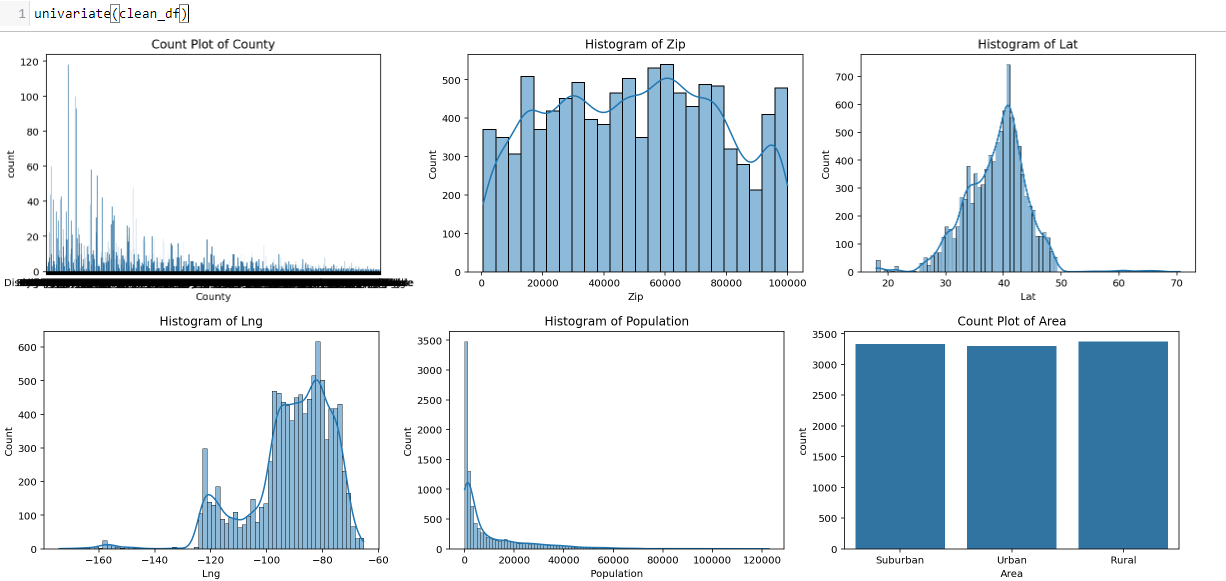 1 univariate(clean_df)
Count Plot of County
120
100
80
60
40
20
0
count
County
Histogram of Zip
500
400
300
200
100
0
Count
0 20000 40000 60000 80000 100000
Zip
Histogram of Lat
700
600
500
400
300
200
100
0
Count
20 30 40 50 60 70
Lat
Histogram of Lng
600
500
400
300
200
100
0
Count
−160 −140 −120 −100 −80 −60
Lng
Histogram of Population
3500
3000
2500
2000
1500
1000
500
0
Count
0 20000 40000 60000 80000 100000 120000
Population
Count Plot of Area
3500
3000
2500
2000
1500
1000
500
0
count
Suburban Urban Rural
Area